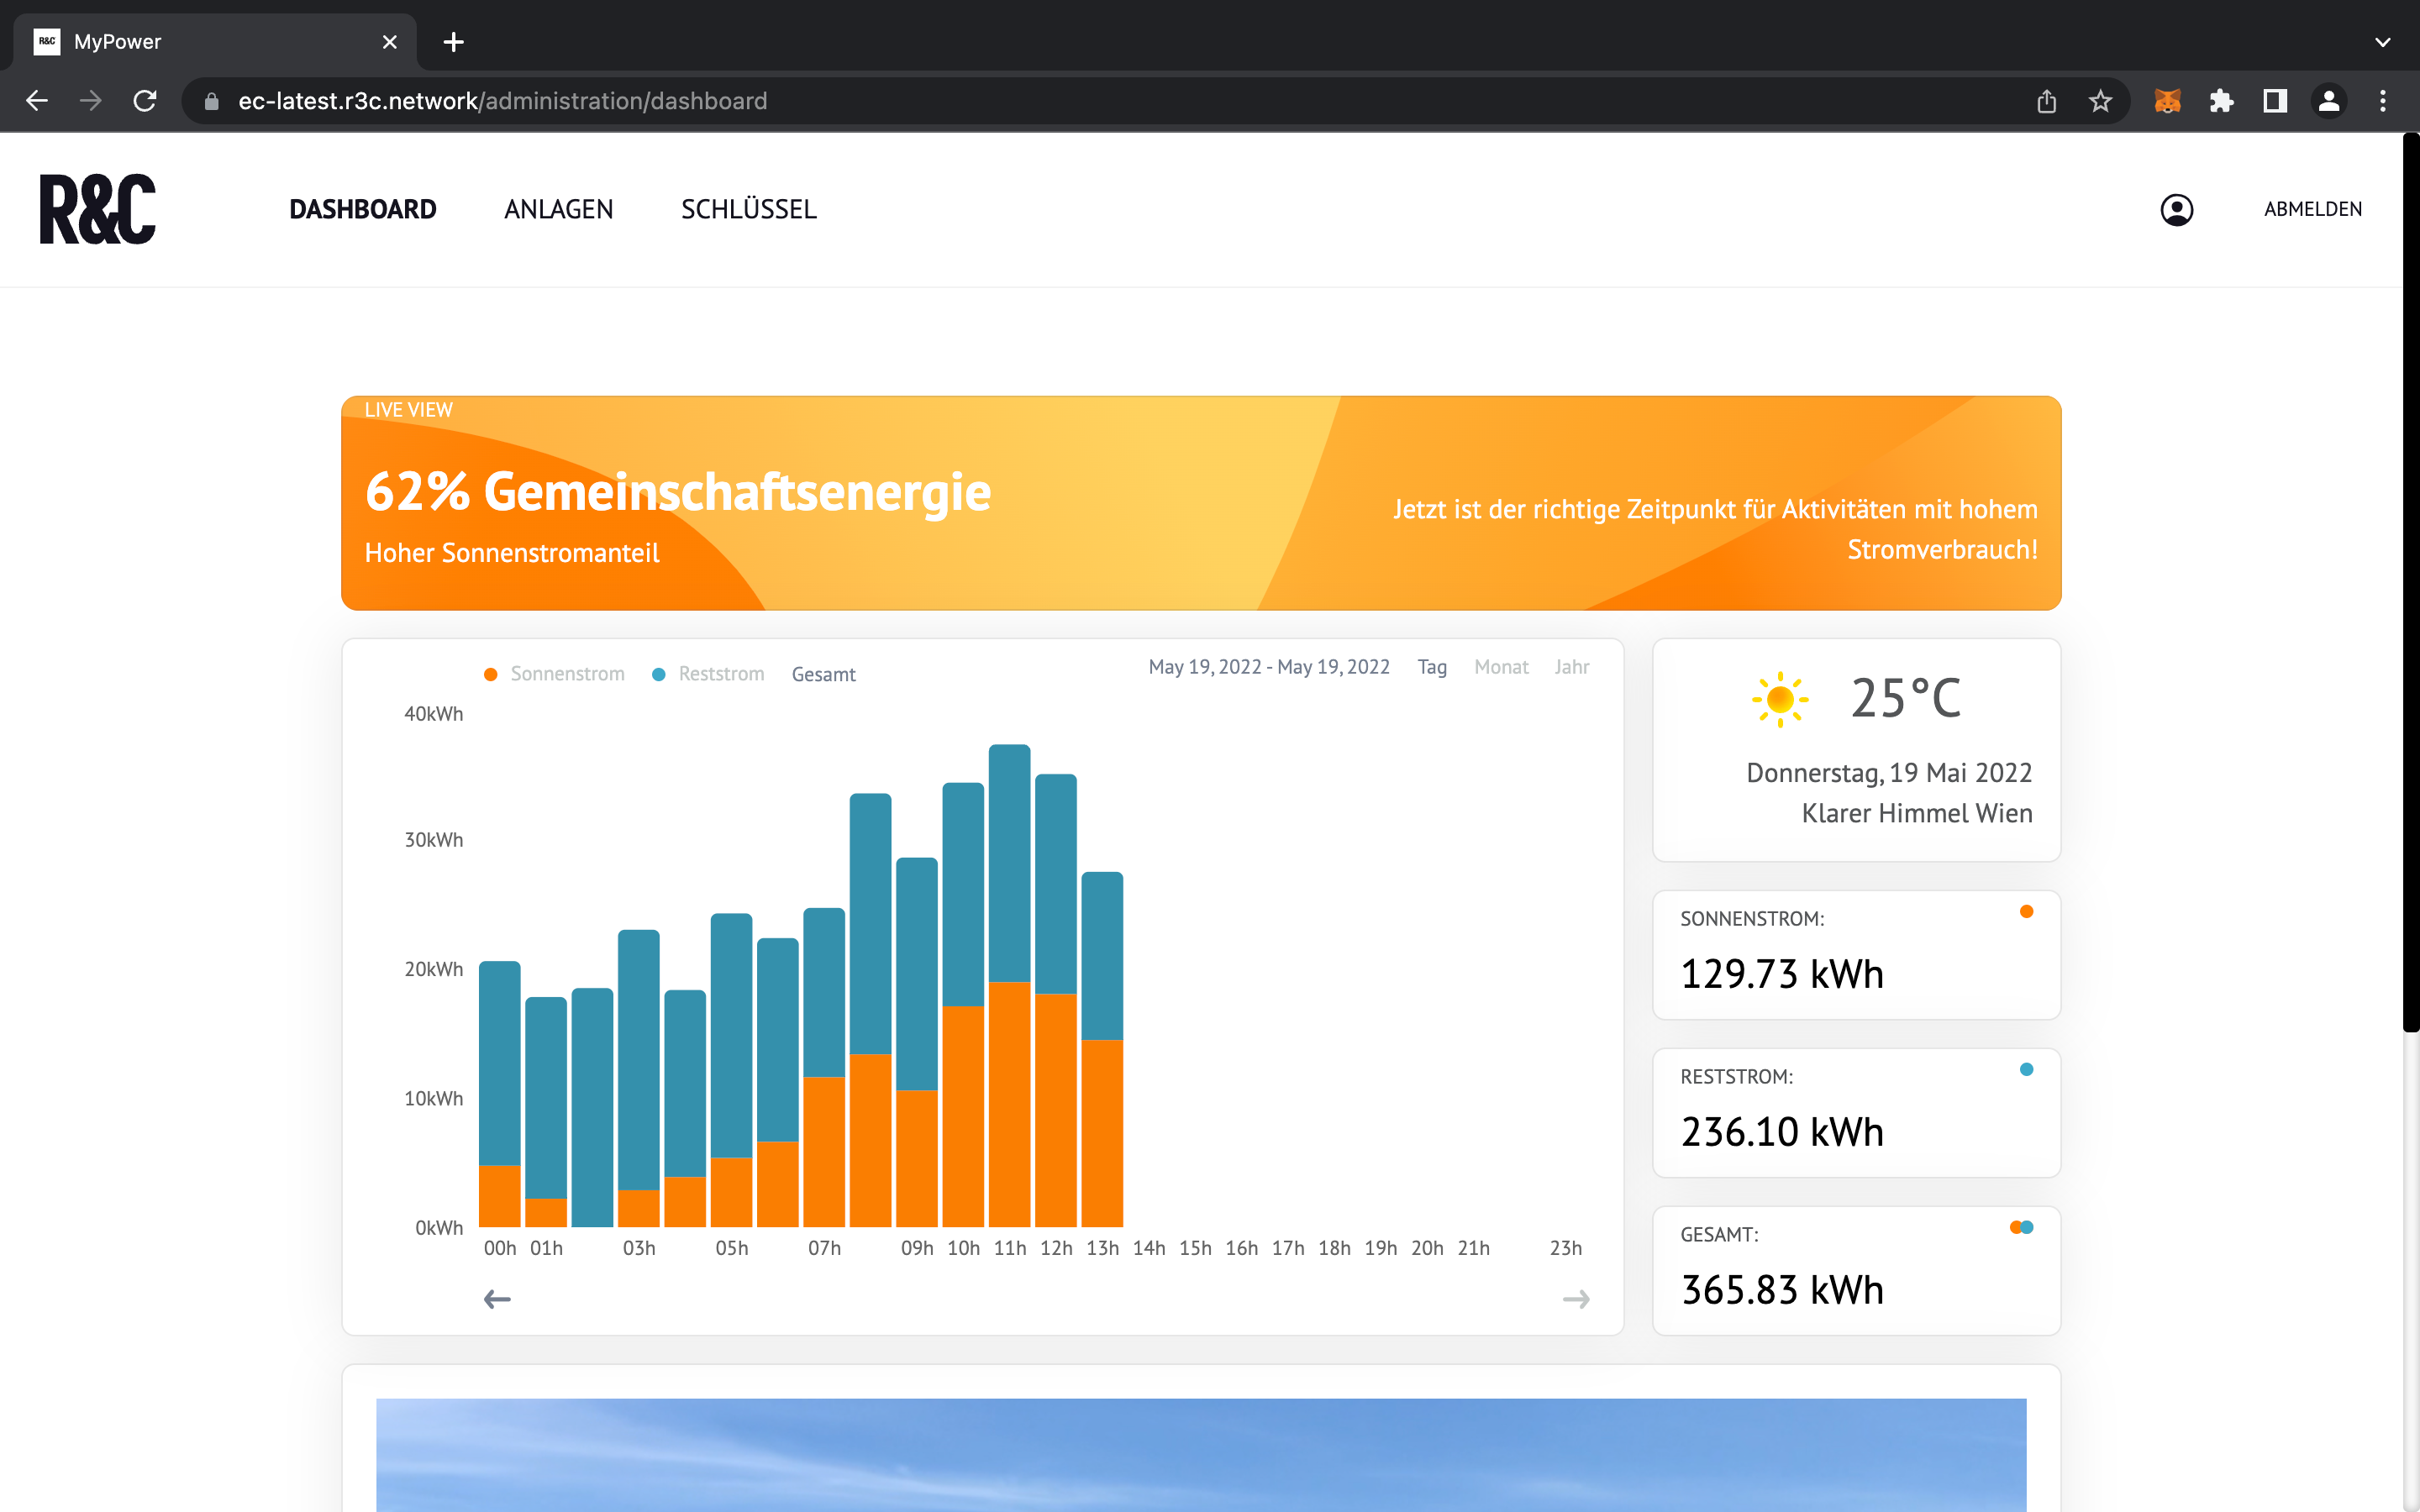 R&C MyPower
ec-latest.r3c.network/administration/dashboard
R&C DASHBOARD ANLAGEN SCHLÜSSEL ABMELDEN
LIVE VIEW
62% Gemeinschaftsenergie
Hoher Sonnenstromanteil
Jetzt ist der richtige Zeitpunkt für Aktivitäten mit hohem
Stromverbrauch!
Sonnenstrom Reststrom Gesamt May 19, 2022 - May 19, 2022 Tag Monat Jahr
40kWh
30kWh
20kWh
10kWh
0kWh
00h 01h 03h 05h 07h 09h 10h 11h 12h 13h 14h 15h 16h 17h 18h 19h 20h 21h 23h
25°C
Donnerstag, 19 Mai 2022
Klarer Himmel Wien
SONNENSTROM:
129.73 kWh
RESTSTROM:
236.10 kWh
GESAMT:
365.83 kWh